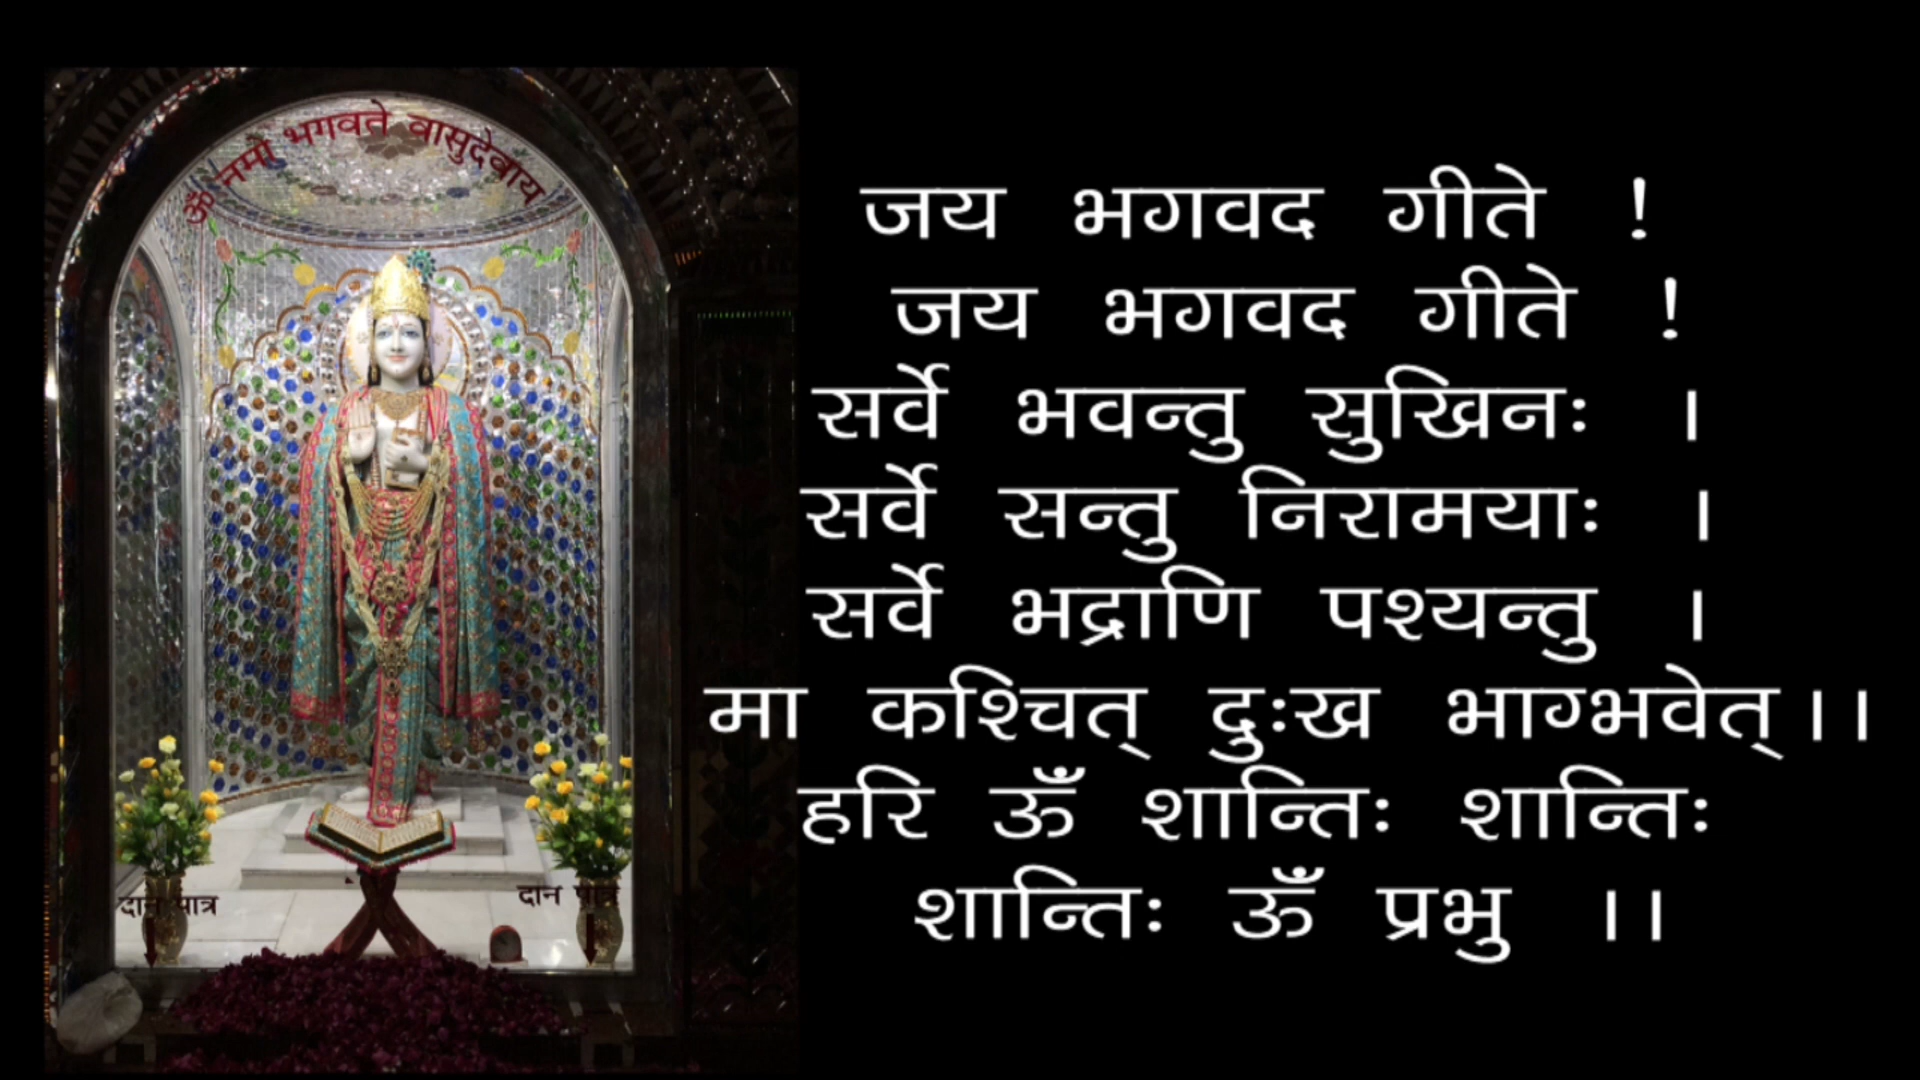 ॐ नमो भगवते वासुदेवाय
दान पात्र
दान पात्र
जय भगवद गीते !
जय भगवद गीते !
सर्वे भवन्तु सुखिनः ।
सर्वे सन्तु निरामयाः ।
सर्वे भद्राणि पश्यन्तु ।
मा कश्चित् दुःख भाग्भवेत्।।
हरि ऊँ शान्तिः शान्तिः
शान्तिः ऊँ प्रभु ।।